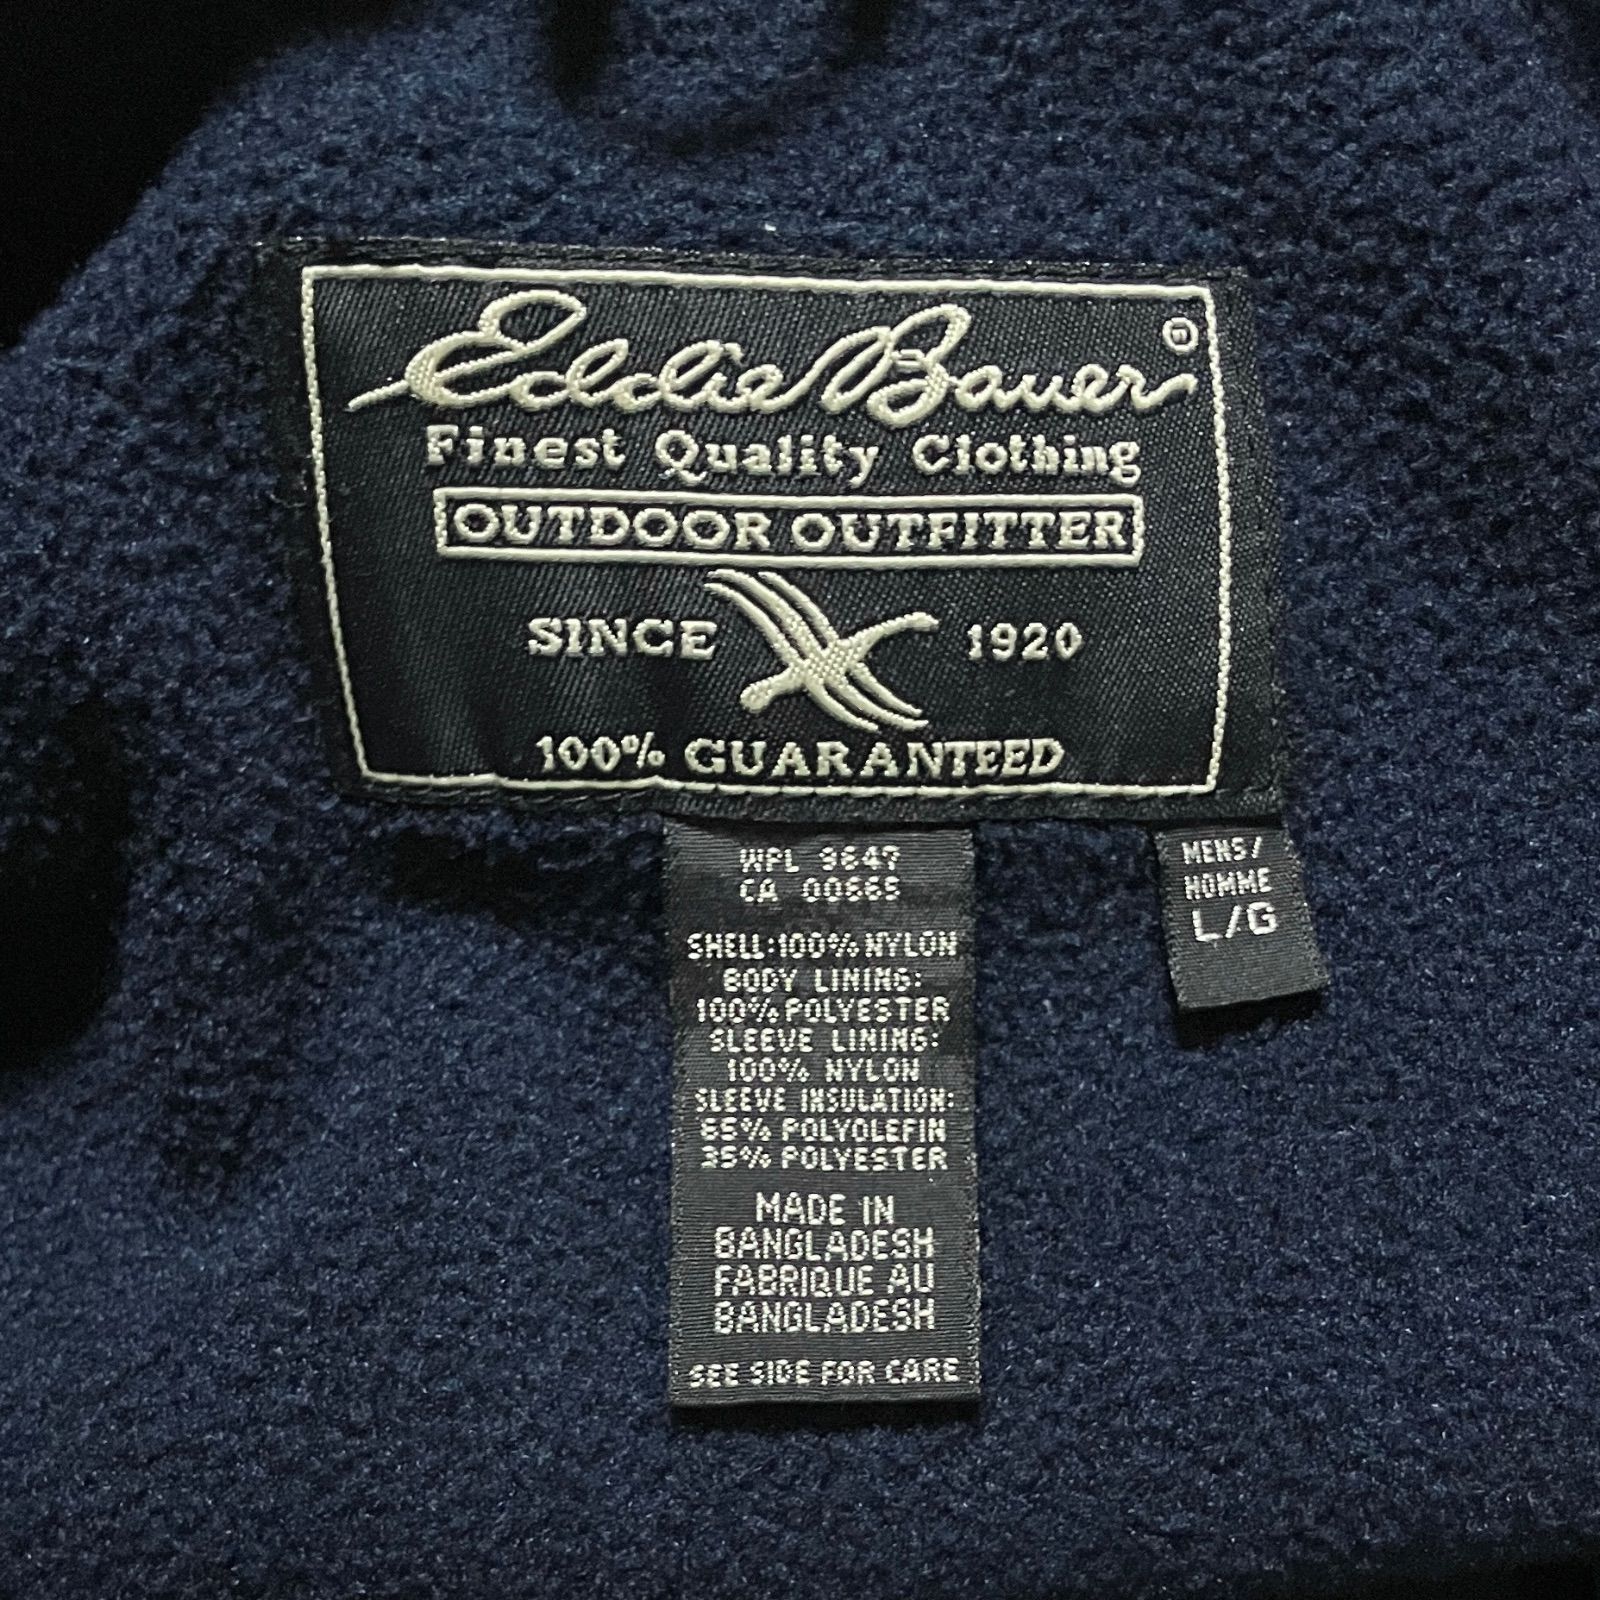 Eddie Bauer ®
Finest Quality Clothing
OUTDOOR OUTFITTER
SINCE 1920
100% GUARANTEED
WPL 9647
CA 00665
SHELL:100% NYLON
BODY LINING:
100% POLYESTER
SLEEVE LINING:
100% NYLON
SLEEVE INSULATION:
65% POLYOLEFIN
35% POLYESTER
MADE IN
BANGLADESH
FABRIQUE AU
BANGLADESH
SEE SIDE FOR CARE
MENS/
HOMME
L/G